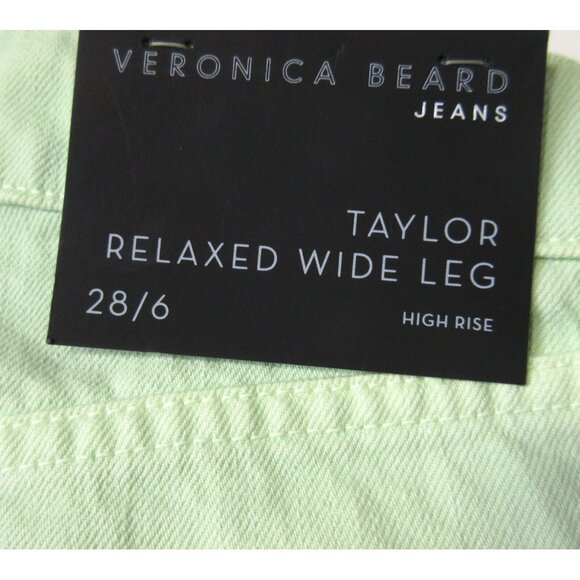 VERONICA BEARD
JEANS
TAYLOR
RELAXED WIDE LEG
28/6
HIGH RISE